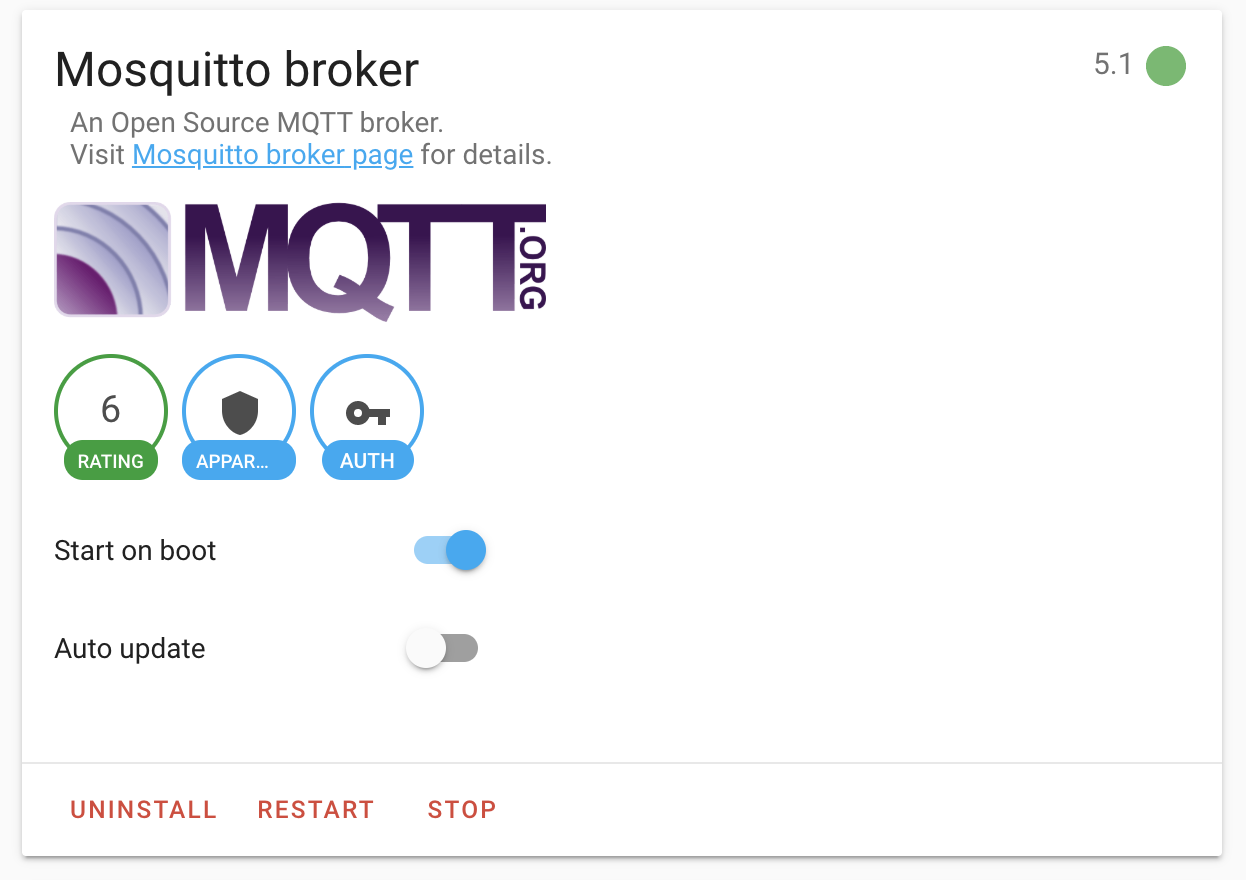 Mosquitto broker
5.1
An Open Source MQTT broker.
Visit Mosquitto broker page for details.
MQTT
.ORG
6
RATING
APPAR...
AUTH
Start on boot
Auto update
UNINSTALL RESTART STOP